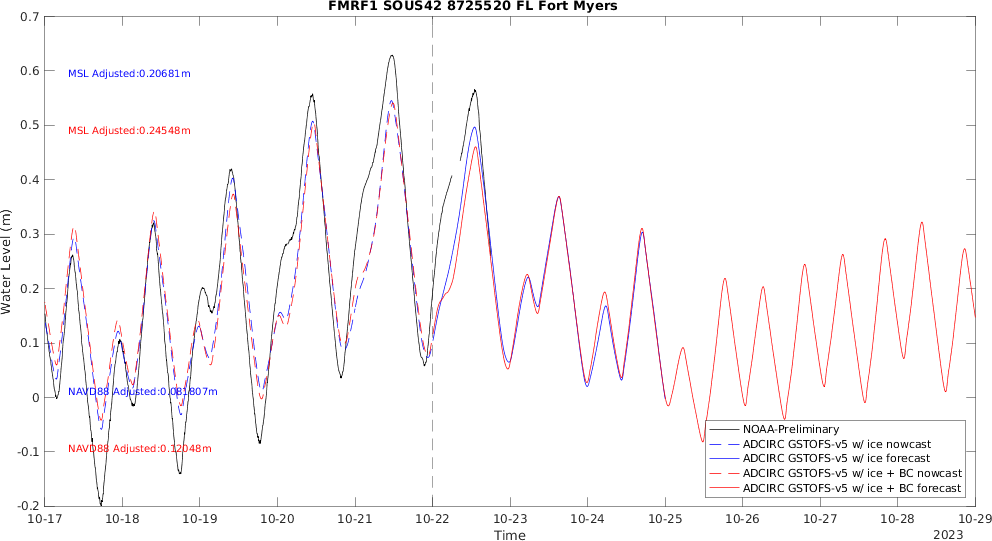 FMRF1 SOUS42 8725520 FL Fort Myers
0.7
0.6
0.5
0.4
0.3
0.2
0.1
0
-0.1
-0.2
Water Level (m)
MSL Adjusted:0.20681m
MSL Adjusted:0.24548m
NAVD88 Adjusted:0.081807m
NAVD88 Adjusted:0.12048m
NOAA-Preliminary
ADCIRC GSTOFS-v5 w/ ice nowcast
ADCIRC GSTOFS-v5 w/ ice forecast
ADCIRC GSTOFS-v5 w/ ice + BC nowcast
ADCIRC GSTOFS-v5 w/ ice + BC forecast
10-17 10-18 10-19 10-20 10-21 10-22 10-23 10-24 10-25 10-26 10-27 10-28 10-29
Time
2023